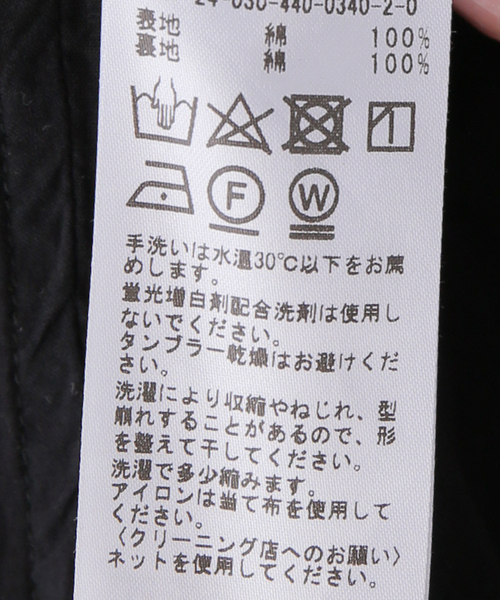 24-030-440-0340-2-0
表地 綿 100%
裏地 綿 100%
F W
手洗いは水温30℃以下をお薦
めします。
蛍光増白剤配合洗剤は使用し
ないでください。
タンブラー乾燥はお避けくだ
さい。
洗濯により収縮やねじれ、型
崩れすることがあるので、形
を整えて干してください。
洗濯で多少縮みます。
アイロンは当て布を使用して
ください。
〈クリーニング店へのお願い〉
ネットを使用してください。